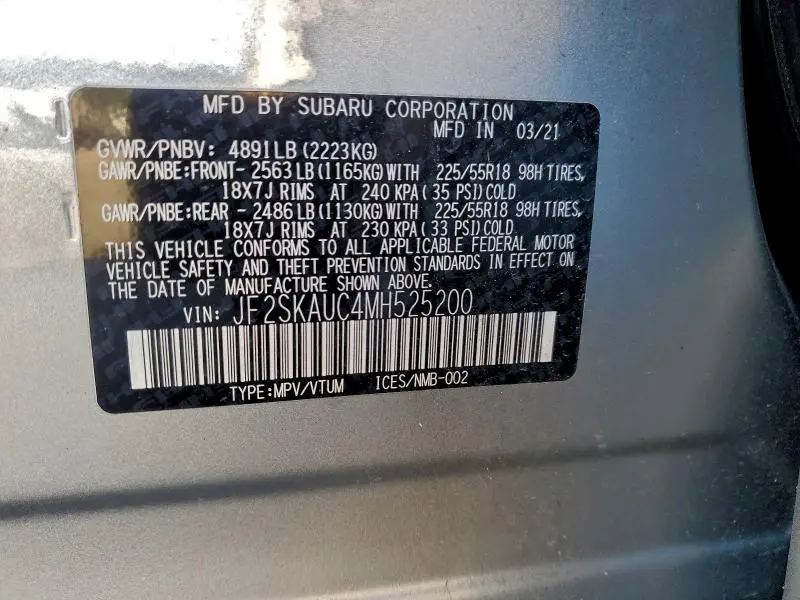 MFD BY SUBARU CORPORATION
MFD IN 03/21
GVWR/PNBV: 4891LB(2223KG)
GAWR/PNBE:FRONT- 2563LB(1165KG)WITH 225/55R18 98H TIRES,
18X7J RIMS AT 240 KPA( 35 PSI)COLD
GAWR/PNBE:REAR - 2486LB(1130KG)WITH 225/55R18 98H TIRES,
18X7J RIMS AT 230 KPA( 33 PSI)COLD
THIS VEHICLE CONFORMS TO ALL APPLICABLE FEDERAL MOTOR
VEHICLE SAFETY AND THEFT PREVENTION STANDARDS IN EFFECT ON
THE DATE OF MANUFACTURE SHOWN ABOVE.
VIN: JF2SKAUC4MH525200
TYPE:MPV/VTUM ICES/NMB-002